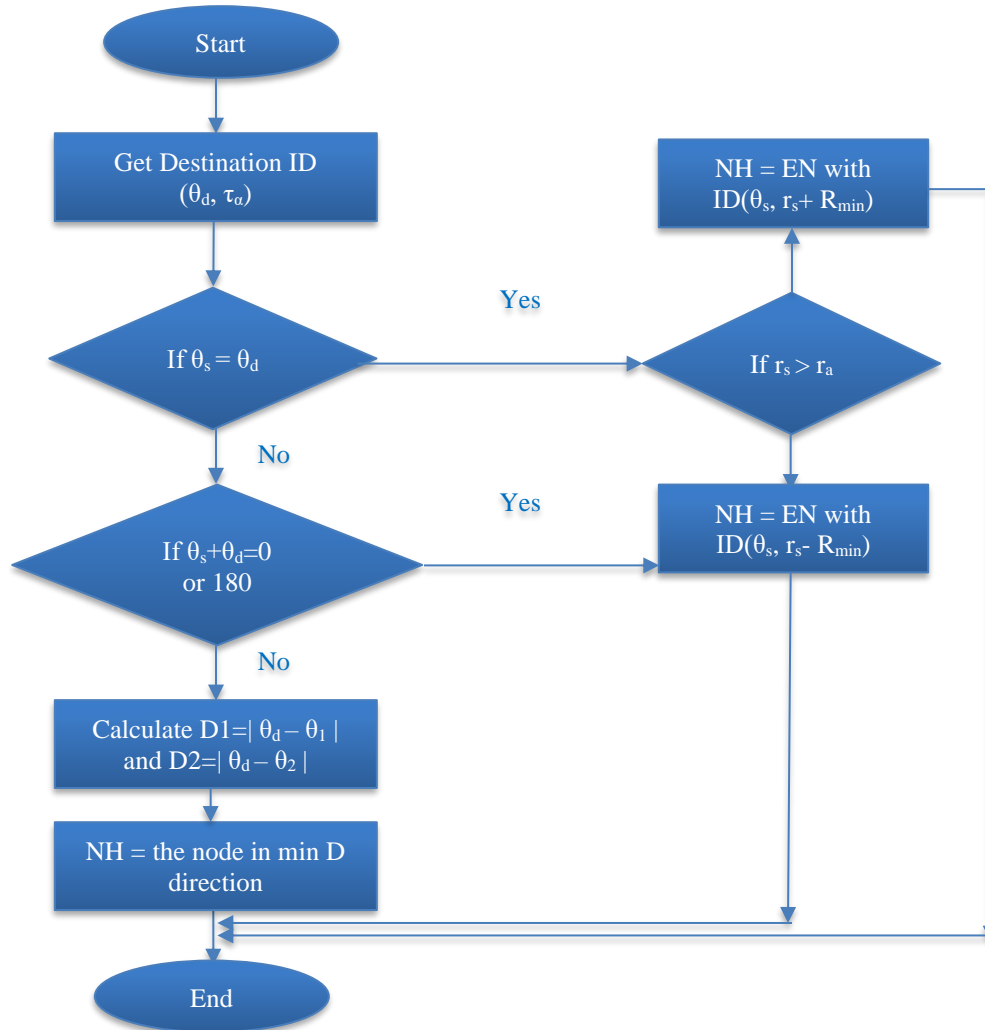 Start
Get Destination ID
(θd, τα)
NH = EN with
ID(θs, rs+ Rmin)
Yes
If θs = θd
If rs > ra
No
Yes
NH = EN with
ID(θs, rs- Rmin)
If θs+θd=0
or 180
No
Calculate D1=| θd – θ1 |
and D2=| θd – θ2 |
NH = the node in min D
direction
End